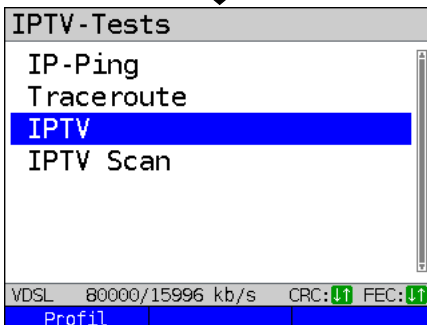 IPTV-Tests
IP-Ping
Traceroute
IPTV
IPTV Scan
VDSL 80000/15996 kb/s CRC:↓↑ FEC:↓↑
Profil